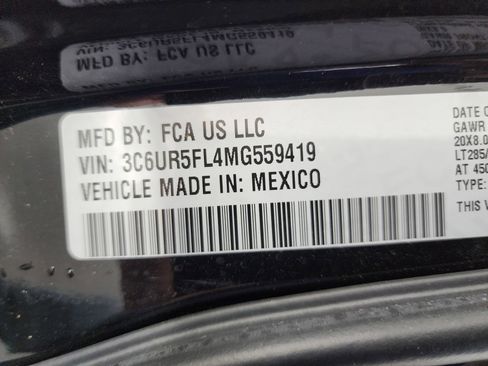 MFD BY: FCA US LLC
VIN: 3C6UR5FL4MG559419
VEHICLE MADE IN: MEXICO
DATE O
GAWR
20X8.0
LT285/
AT 450
TYPE:
THIS V